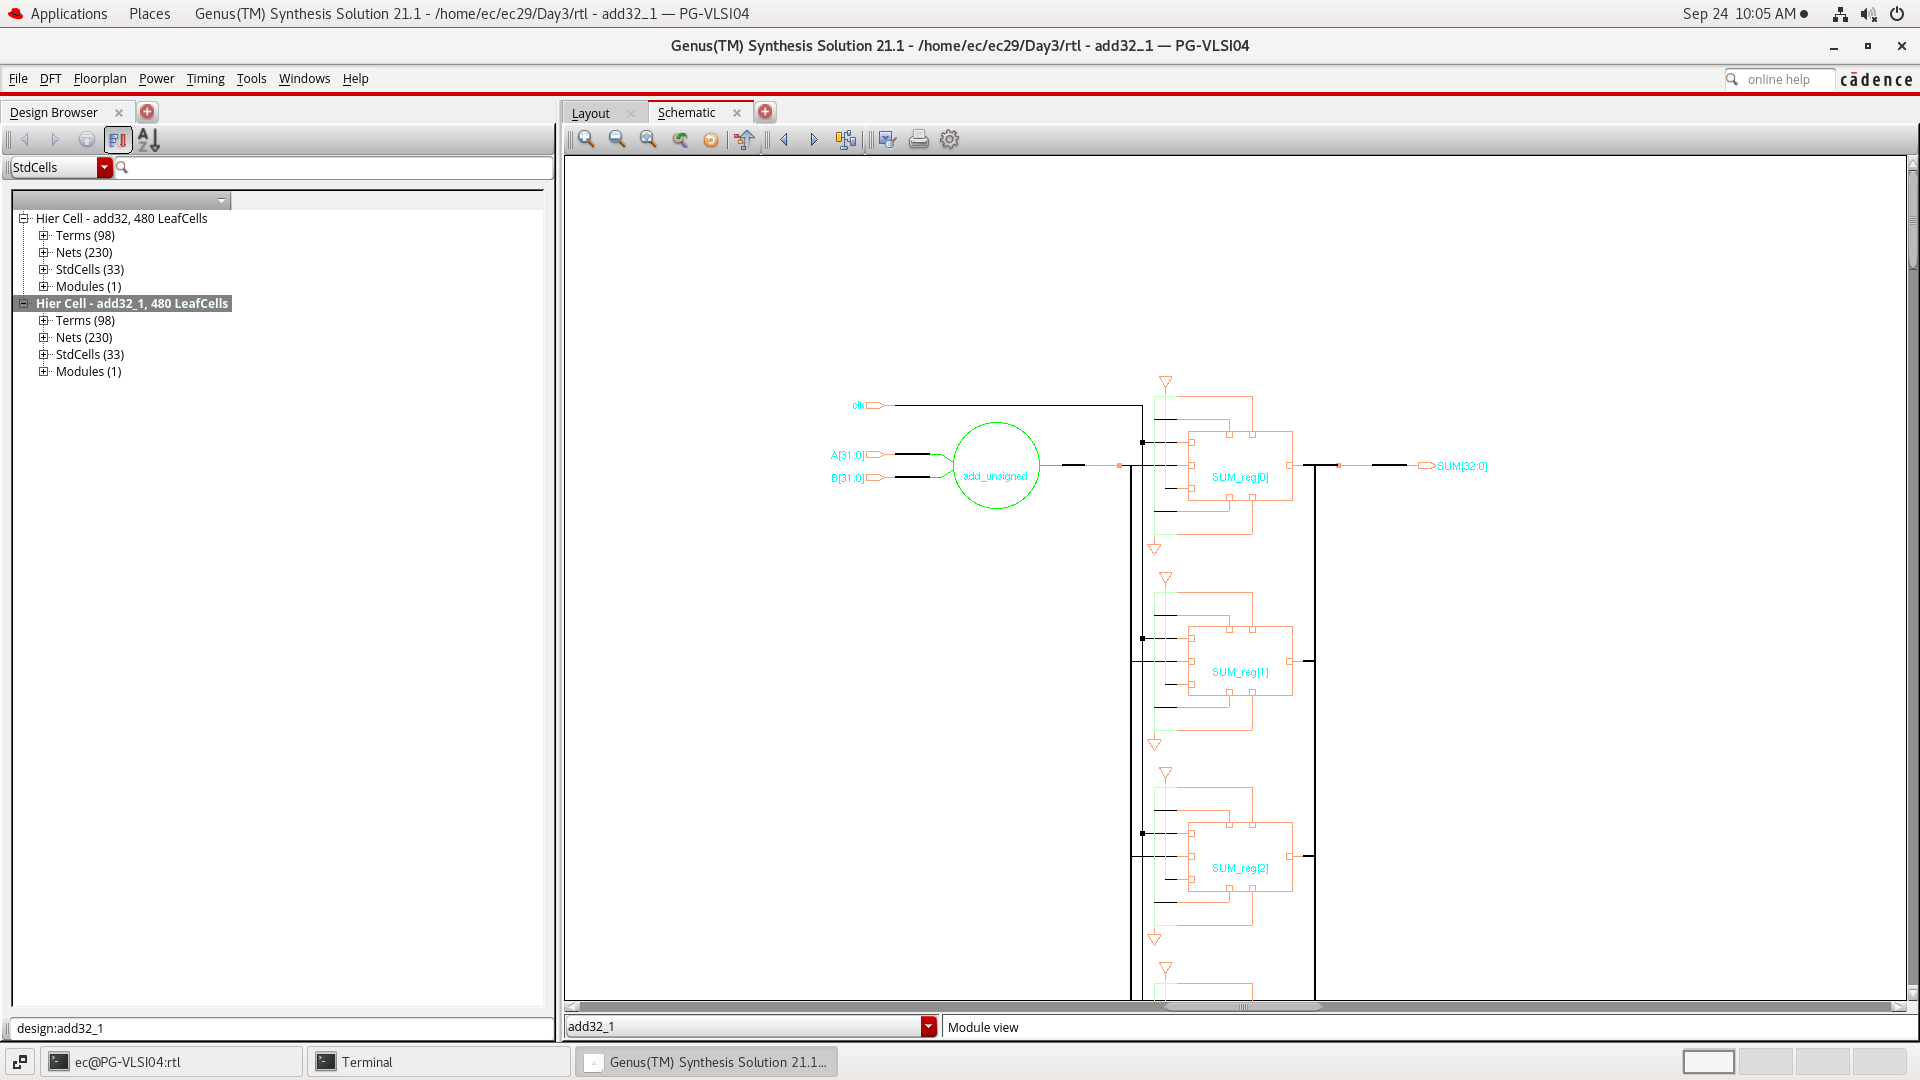 Applications Places Genus(TM) Synthesis Solution 21.1 - /home/ec/ec29/Day3/rtl - add32_1 — PG-VLSI04 Sep 24 10:05 AM
Genus(TM) Synthesis Solution 21.1 - /home/ec/ec29/Day3/rtl - add32_1 — PG-VLSI04
File DFT Floorplan Power Timing Tools Windows Help online help cādence
Design Browser
Layout Schematic
StdCells
Hier Cell - add32, 480 LeafCells
Terms (98)
Nets (230)
StdCells (33)
Modules (1)
Hier Cell - add32_1, 480 LeafCells
Terms (98)
Nets (230)
StdCells (33)
Modules (1)
clk
A[31:0]
B[31:0]
add_unsigned
SUM_reg[0]
SUM[32:0]
SUM_reg[1]
SUM_reg[2]
design:add32_1
add32_1 Module view
ec@PG-VLSI04:rtl Terminal Genus(TM) Synthesis Solution 21.1...